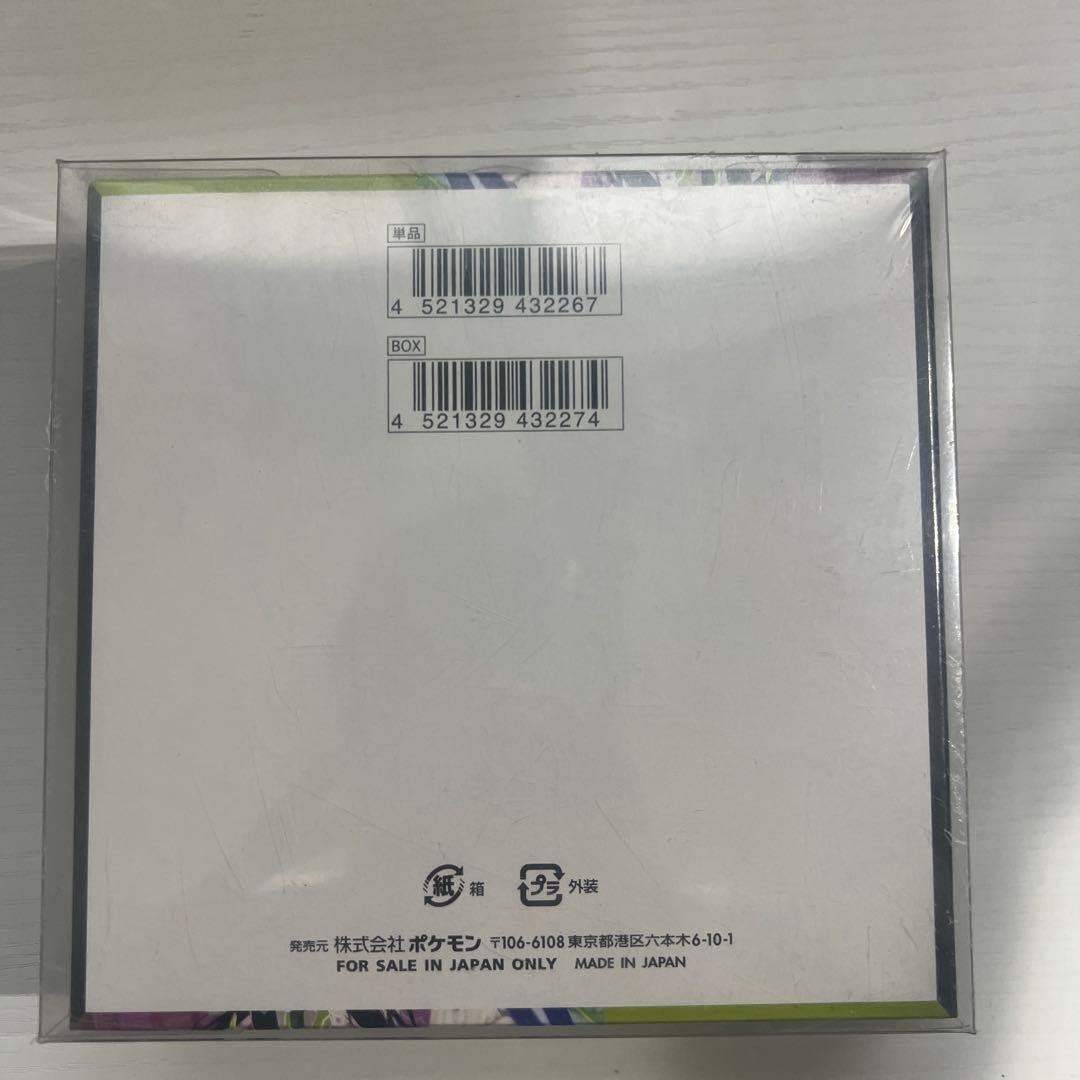 単品
4 521329 432267
BOX
4 521329 432274
紙 箱 プラ 外装
発売元 株式会社 ポケモン 〒106-6108 東京都港区六本木6-10-1
FOR SALE IN JAPAN ONLY MADE IN JAPAN